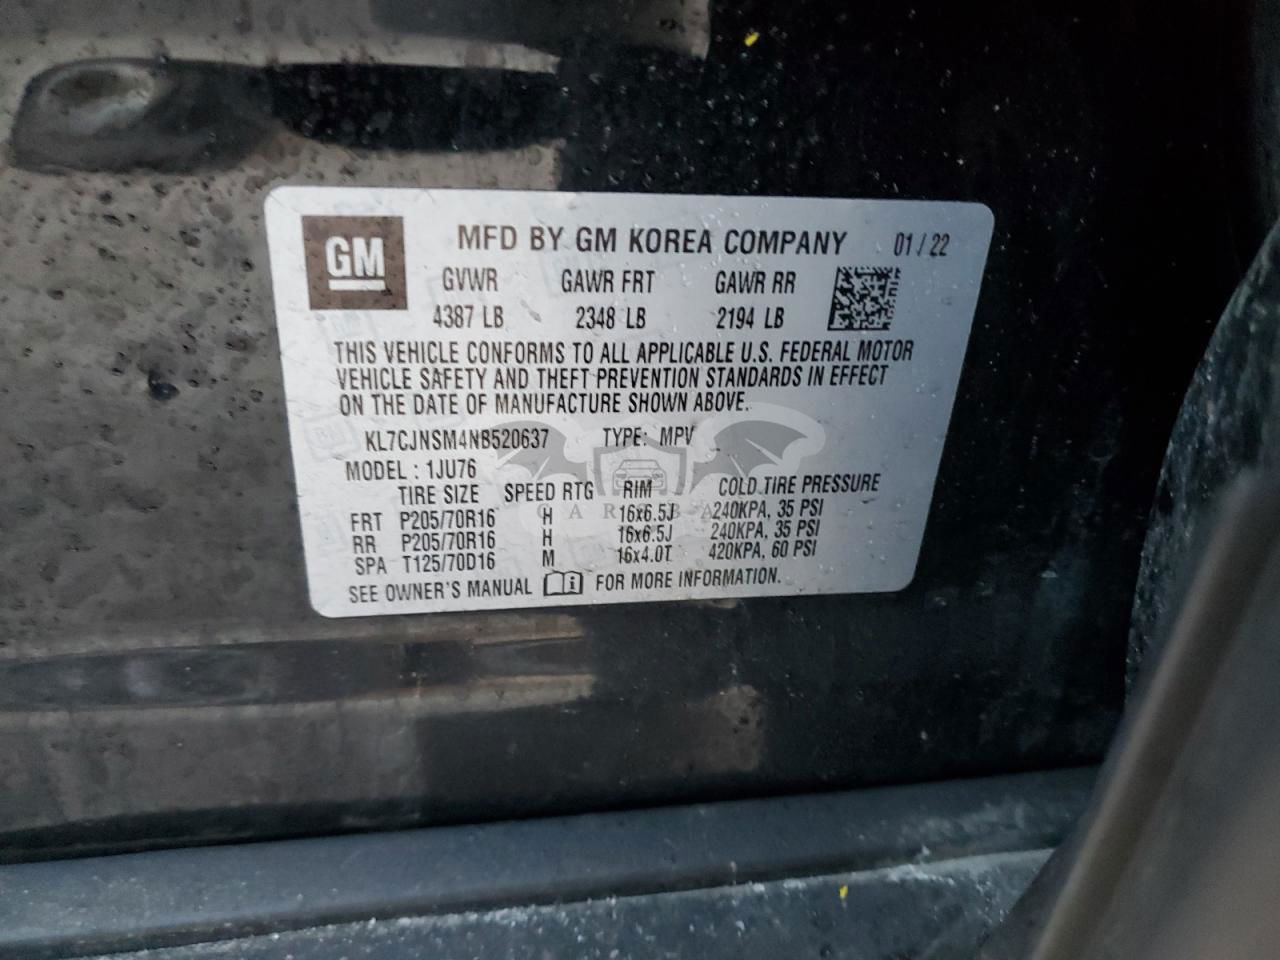 GM
MFD BY GM KOREA COMPANY 01 / 22
GVWR GAWR FRT GAWR RR
4387 LB 2348 LB 2194 LB
THIS VEHICLE CONFORMS TO ALL APPLICABLE U.S. FEDERAL MOTOR
VEHICLE SAFETY AND THEFT PREVENTION STANDARDS IN EFFECT
ON THE DATE OF MANUFACTURE SHOWN ABOVE.
KL7CJNSM4NB520637 TYPE: MPV
MODEL : 1JU76
TIRE SIZE SPEED RTG RIM COLD TIRE PRESSURE
FRT P205/70R16 H 16x6.5J 240KPA, 35 PSI
RR P205/70R16 H 16x6.5J 240KPA, 35 PSI
SPA T125/70D16 M 16x4.0T 420KPA, 60 PSI
SEE OWNER'S MANUAL FOR MORE INFORMATION.